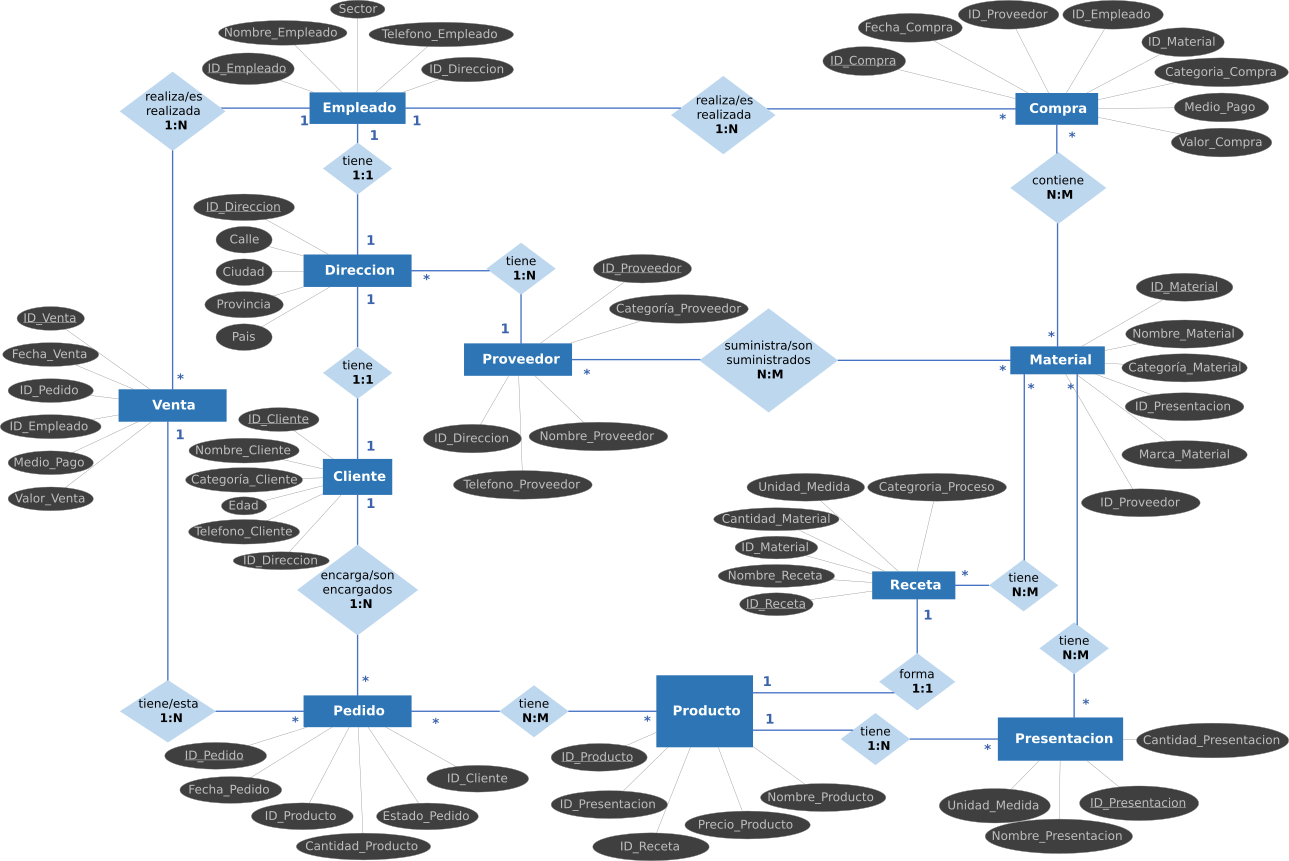 Sector
Nombre_Empleado
Telefono_Empleado
ID_Empleado
ID_Direccion
realiza/es
realizada
1:N
Empleado
1
1
1
tiene
1:1
realiza/es
realizada
1:N
ID_Proveedor
ID_Empleado
Fecha_Compra
ID_Material
ID_Compra
Categoria_Compra
Compra
Medio_Pago
*
*
Valor_Compra
contiene
N:M
ID_Direccion
Calle
1
Ciudad
Direccion
*
Provincia
1
Pais
tiene
1:N
1
ID_Proveedor
Categoría_Proveedor
Proveedor
*
suministra/son
suministrados
N:M
ID_Direccion
Nombre_Proveedor
Telefono_Proveedor
ID_Material
Nombre_Material
*
Material
*
*
*
Categoría_Material
ID_Presentacion
Marca_Material
ID_Proveedor
ID_Venta
Fecha_Venta
ID_Pedido
*
Venta
ID_Empleado
1
Medio_Pago
Valor_Venta
tiene
1:1
ID_Cliente
1
Nombre_Cliente
Categoría_Cliente
Cliente
Edad
1
Telefono_Cliente
ID_Direccion
encarga/son
encargados
1:N
Unidad_Medida
Categroria_Proceso
Cantidad_Material
ID_Material
Nombre_Receta
ID_Receta
Receta
*
1
tiene
N:M
forma
1:1
tiene
N:M
*
tiene/esta
1:N
*
*
Pedido
*
tiene
N:M
*
Producto
1
1
tiene
1:N
*
Presentacion
Cantidad_Presentacion
ID_Pedido
Fecha_Pedido
ID_Producto
Cantidad_Producto
Estado_Pedido
ID_Cliente
ID_Producto
ID_Presentacion
ID_Receta
Precio_Producto
Nombre_Producto
Unidad_Medida
ID_Presentacion
Nombre_Presentacion